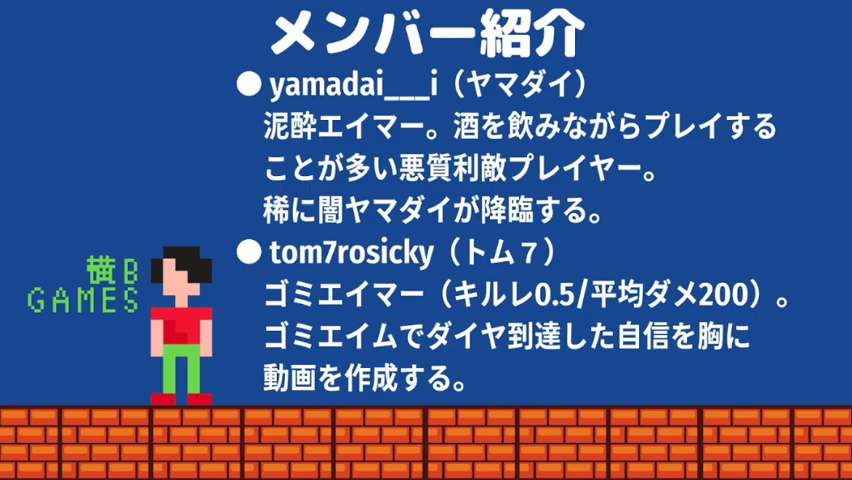 メンバー紹介
● yamadai___i（ヤマダイ）
泥酔エイマー。酒を飲みながらプレイする
ことが多い悪質利敵プレイヤー。
稀に闇ヤマダイが降臨する。
● tom7rosicky（トム７）
ゴミエイマー（キルレ0.5/平均ダメ200）。
ゴミエイムでダイヤ到達した自信を胸に
動画を作成する。
横B
GAMES